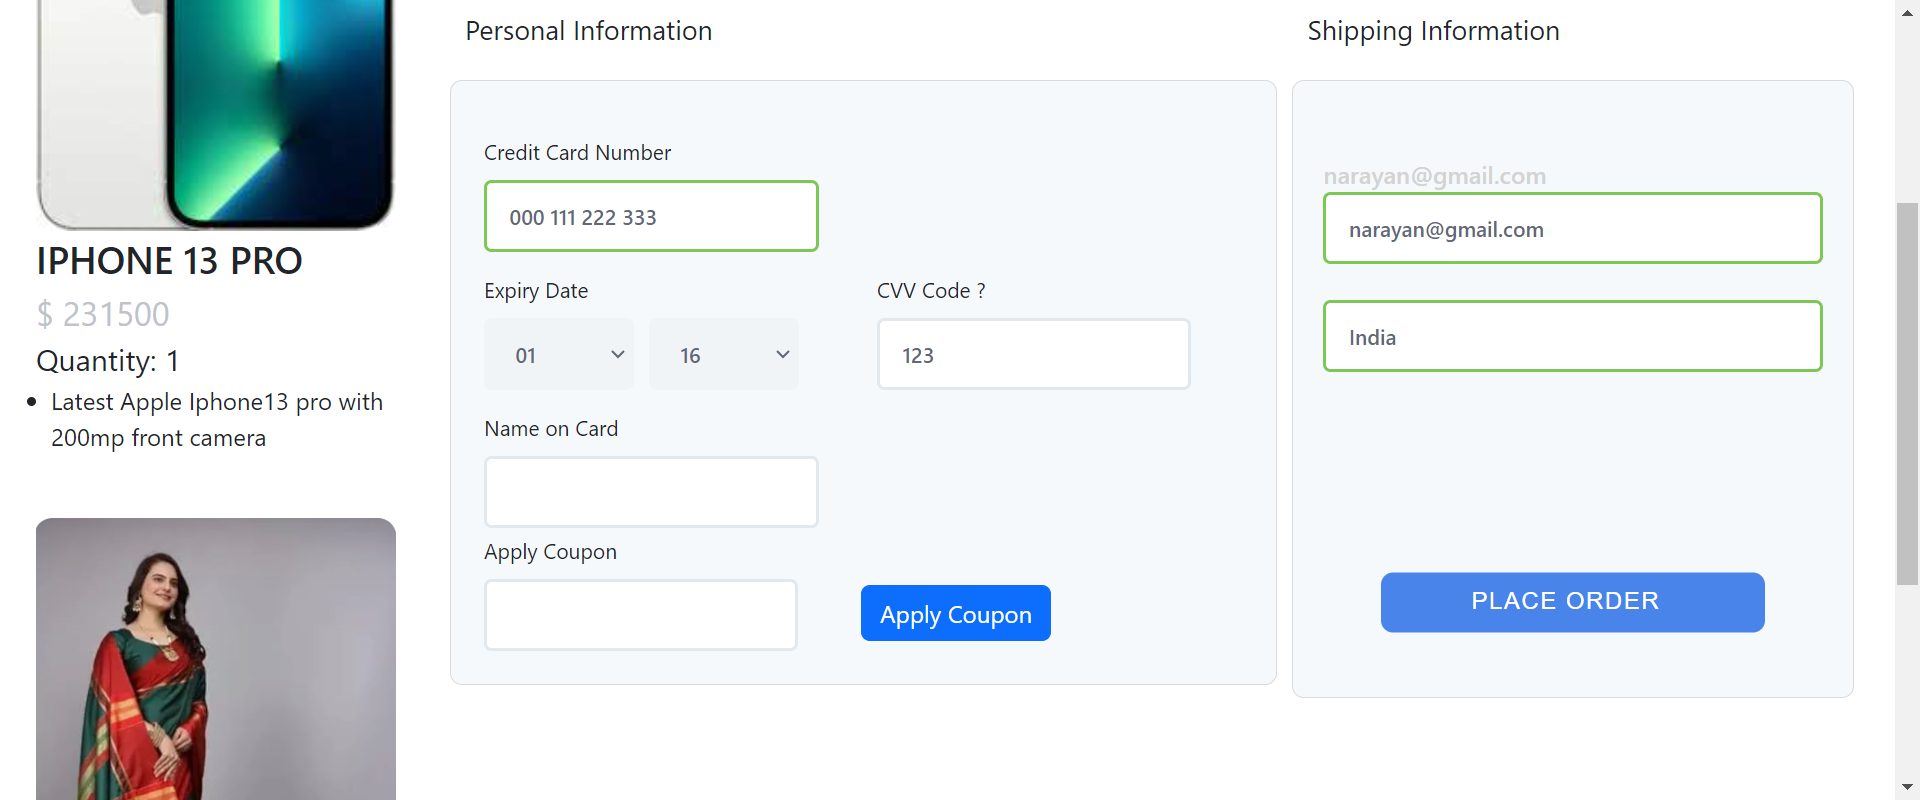 Personal Information
Shipping Information
Credit Card Number
000 111 222 333
Expiry Date
CVV Code ?
01
16
123
Name on Card
Apply Coupon
Apply Coupon
narayan@gmail.com
narayan@gmail.com
India
PLACE ORDER
IPHONE 13 PRO
$ 231500
Quantity: 1
Latest Apple Iphone13 pro with
200mp front camera